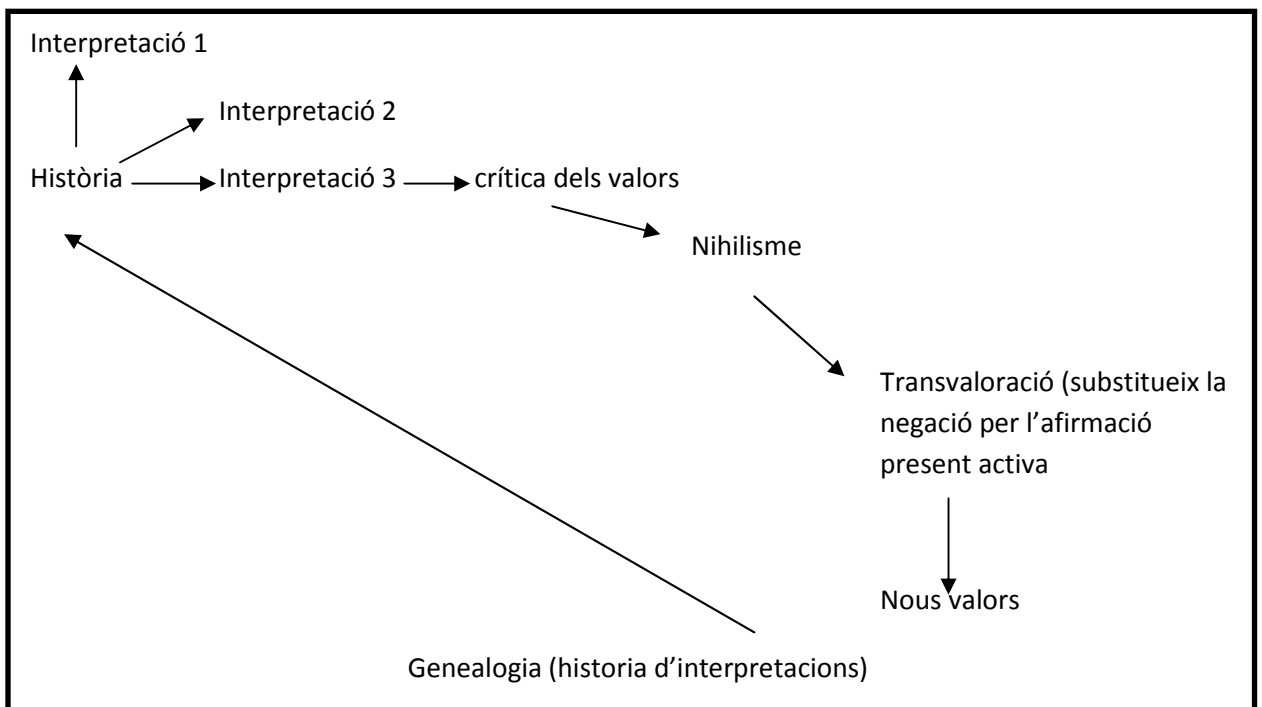 Interpretació 1
Interpretació 2
Història
Interpretació 3
crítica dels valors
Nihilisme
Transvaloració (substitueix la
negació per l’afirmació
present activa
Nous valors
Genealogia (historia d’interpretacions)